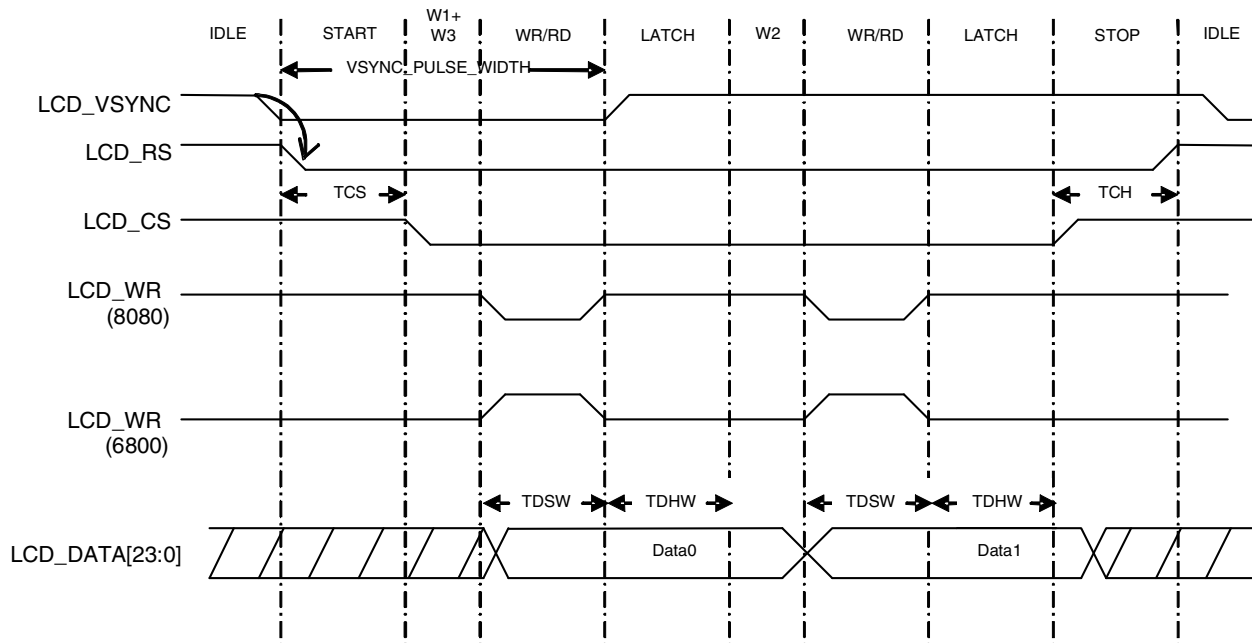 IDLE START W1+ W3 WR/RD LATCH W2 WR/RD LATCH STOP IDLE
VSYNC_PULSE_WIDTH
LCD_VSYNC
LCD_RS
TCS TCH
LCD_CS
LCD_WR
(8080)
LCD_WR
(6800)
TDSW TDHW TDSW TDHW
LCD_DATA[23:0] Data0 Data1